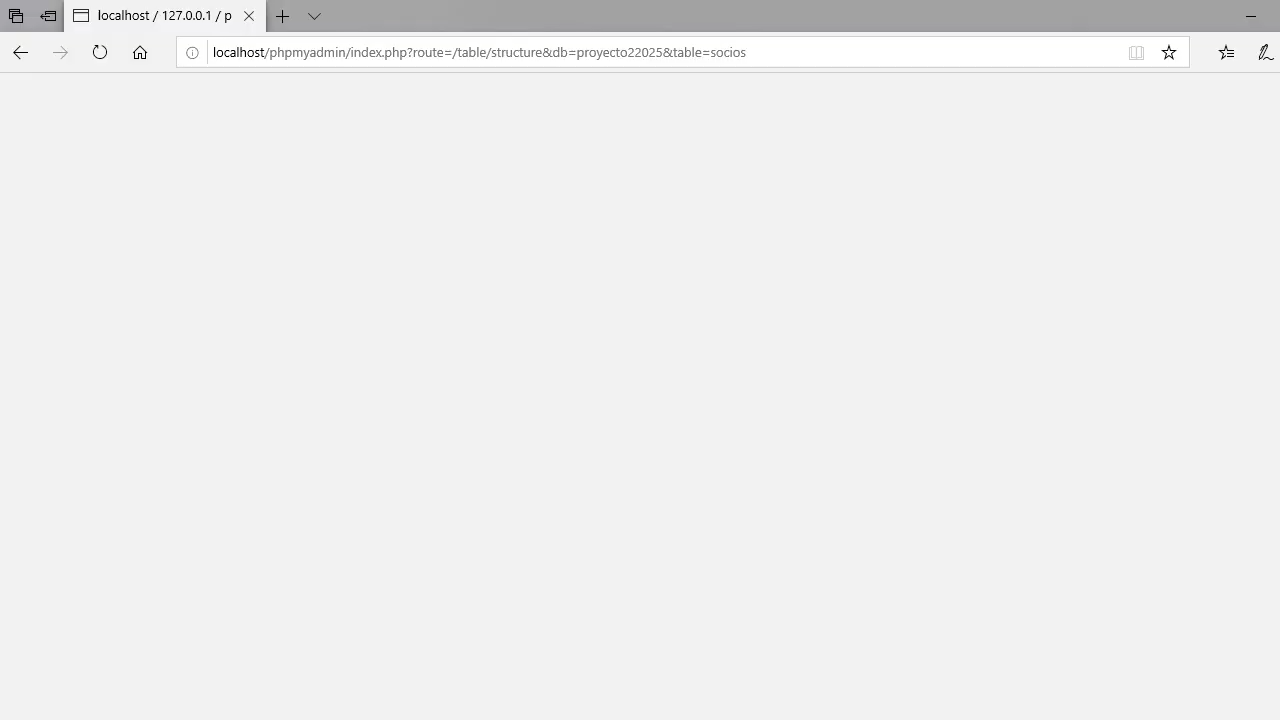 localhost / 127.0.0.1 / p
localhost/phpmyadmin/index.php?route=/table/structure&db=proyecto22025&table=socios